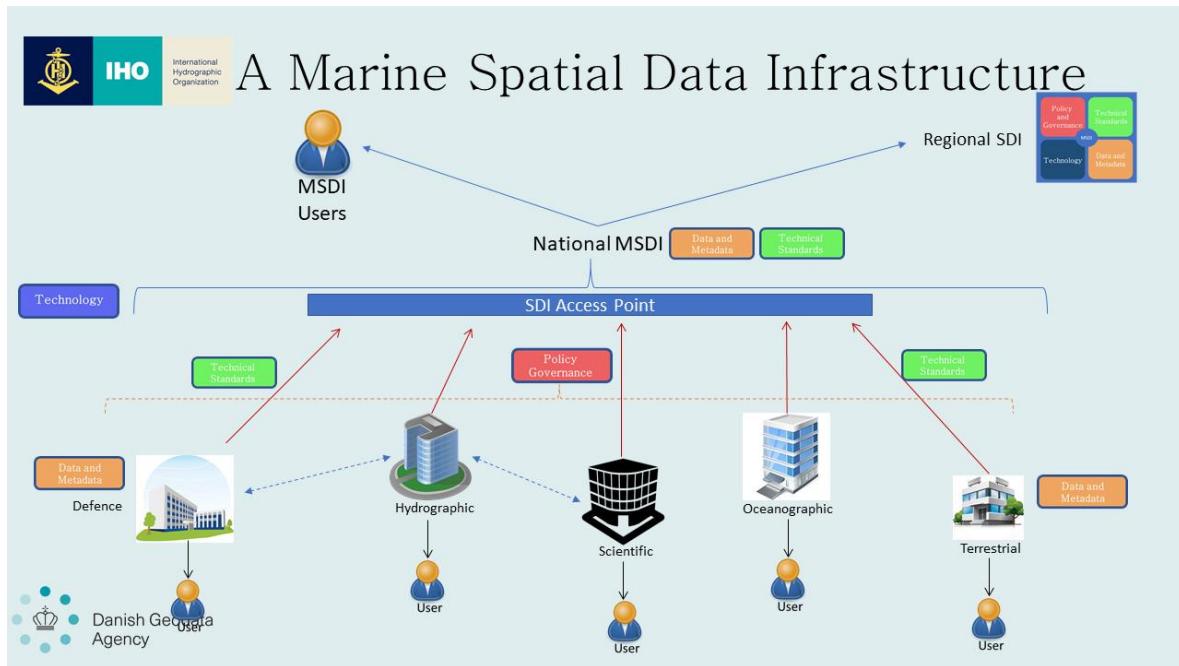 IHO
International
Hydrographic
Organization
A Marine Spatial Data Infrastructure
Policy
and
Governance
Technical
Standards
MSDI
Technology
Data and
Metadata
Regional SDI
MSDI
Users
National MSDI
Data and
Metadata
Technical
Standards
Technology
SDI Access Point
Technical
Standards
Policy
Governance
Technical
Standards
Data and
Metadata
Defence
Hydrographic
Scientific
Oceanographic
Terrestrial
Data and
Metadata
User
User
User
User
User
Danish Geodata
Agency